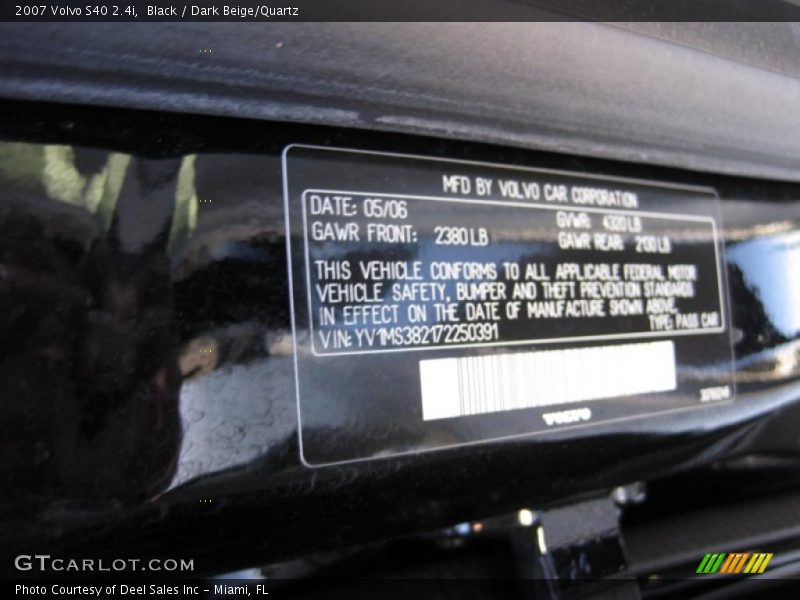 2007 Volvo S40 2.4i, Black / Dark Beige/Quartz
MFD BY VOLVO CAR CORPORATION
DATE: 05/06 GVWR: 4320 LB
GAWR FRONT: 2380 LB GAWR REAR: 2130 LB
THIS VEHICLE CONFORMS TO ALL APPLICABLE FEDERAL MOTOR
VEHICLE SAFETY, BUMPER AND THEFT PREVENTION STANDARDS
IN EFFECT ON THE DATE OF MANUFACTURE SHOWN ABOVE.
TYPE: PASS CAR
VIN: YV1MS382172250391
VOLVO
GTCARLOT.COM
Photo Courtesy of Deel Sales Inc - Miami, FL